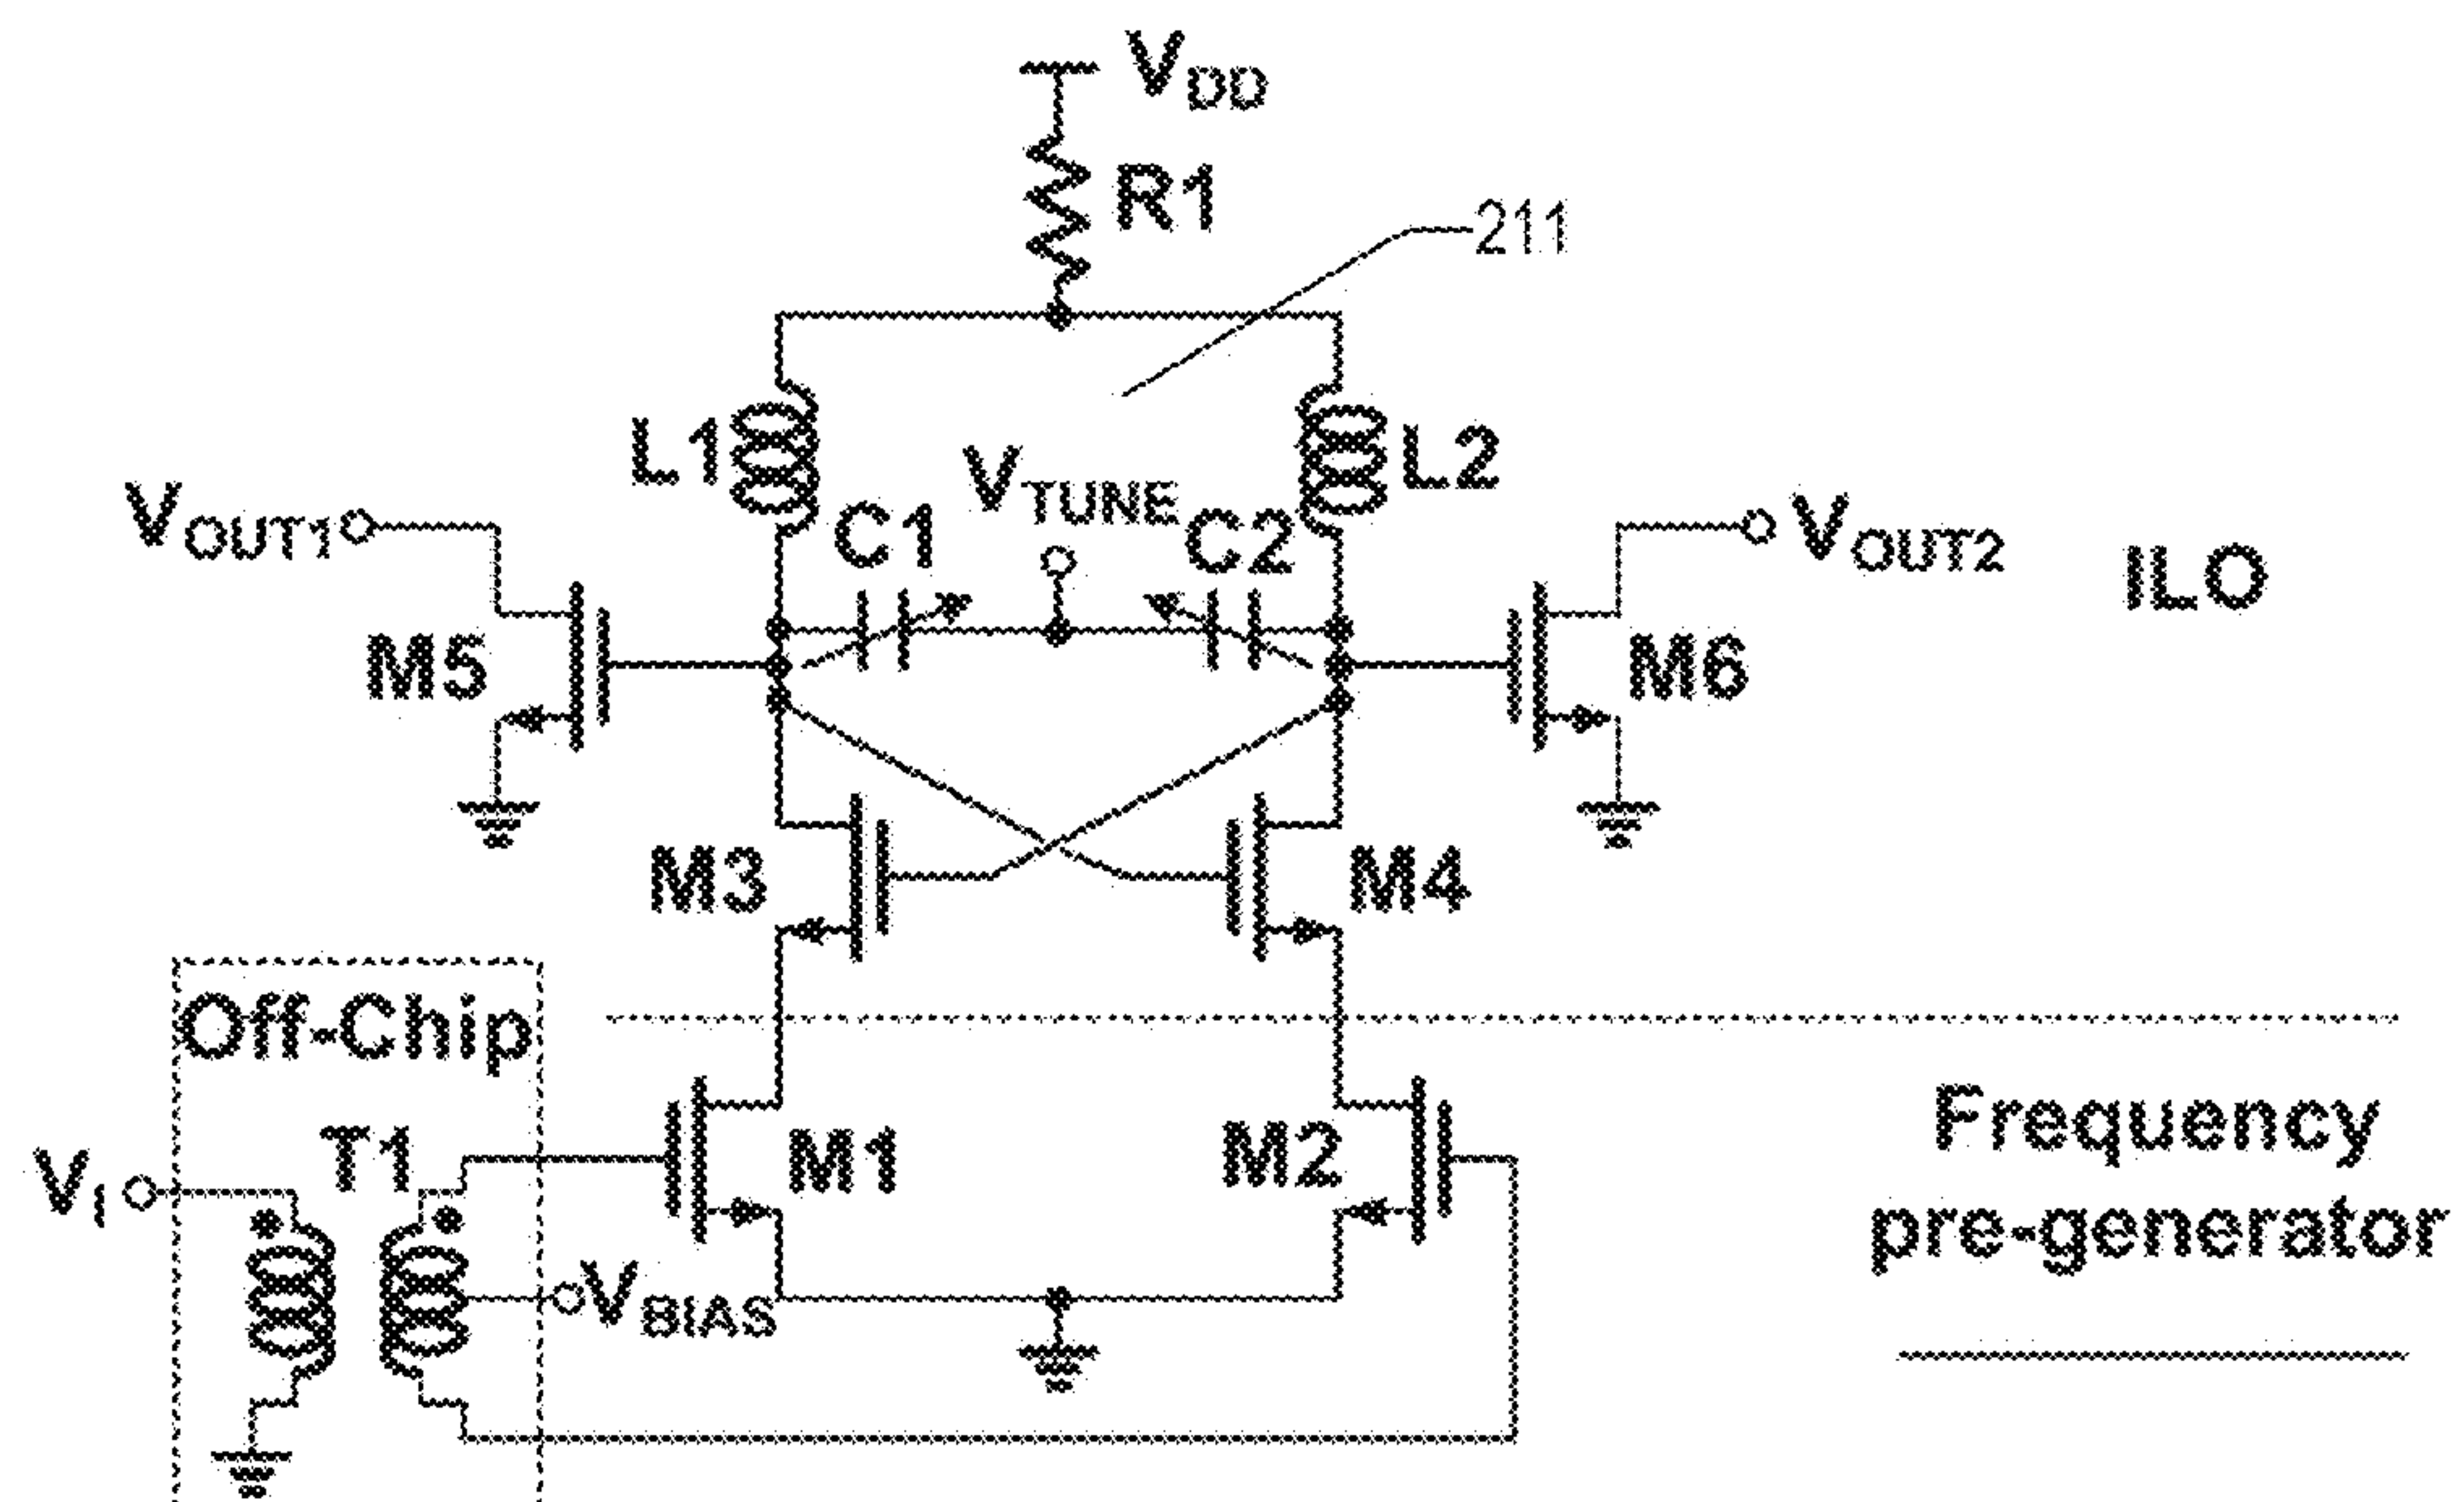 VDD
R1
211
L1
L2
VTUNE
C1
C2
VOUT1
VOUT2
ILO
M5
M6
M3
M4
Off-Chip
Frequency
pre-generator
T1
M1
M2
VI
VBIAS